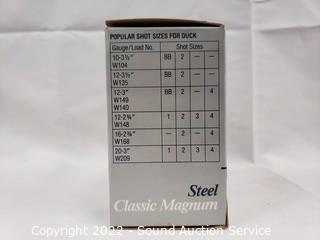 POPULAR SHOT SIZES FOR DUCK
Gauge/Load No. Shot Sizes
10-3½" BB 2 — —
W104
12-3½" BB 2 — —
W135
12-3" BB 2 — 4
W149
W140
12-2¾" 1 2 3 4
W148
16-2¾" — 2 — 4
W168
20-3" 1 2 3 4
W209
Steel
Classic Magnum
Copyright 2022 - Sound Auction Service